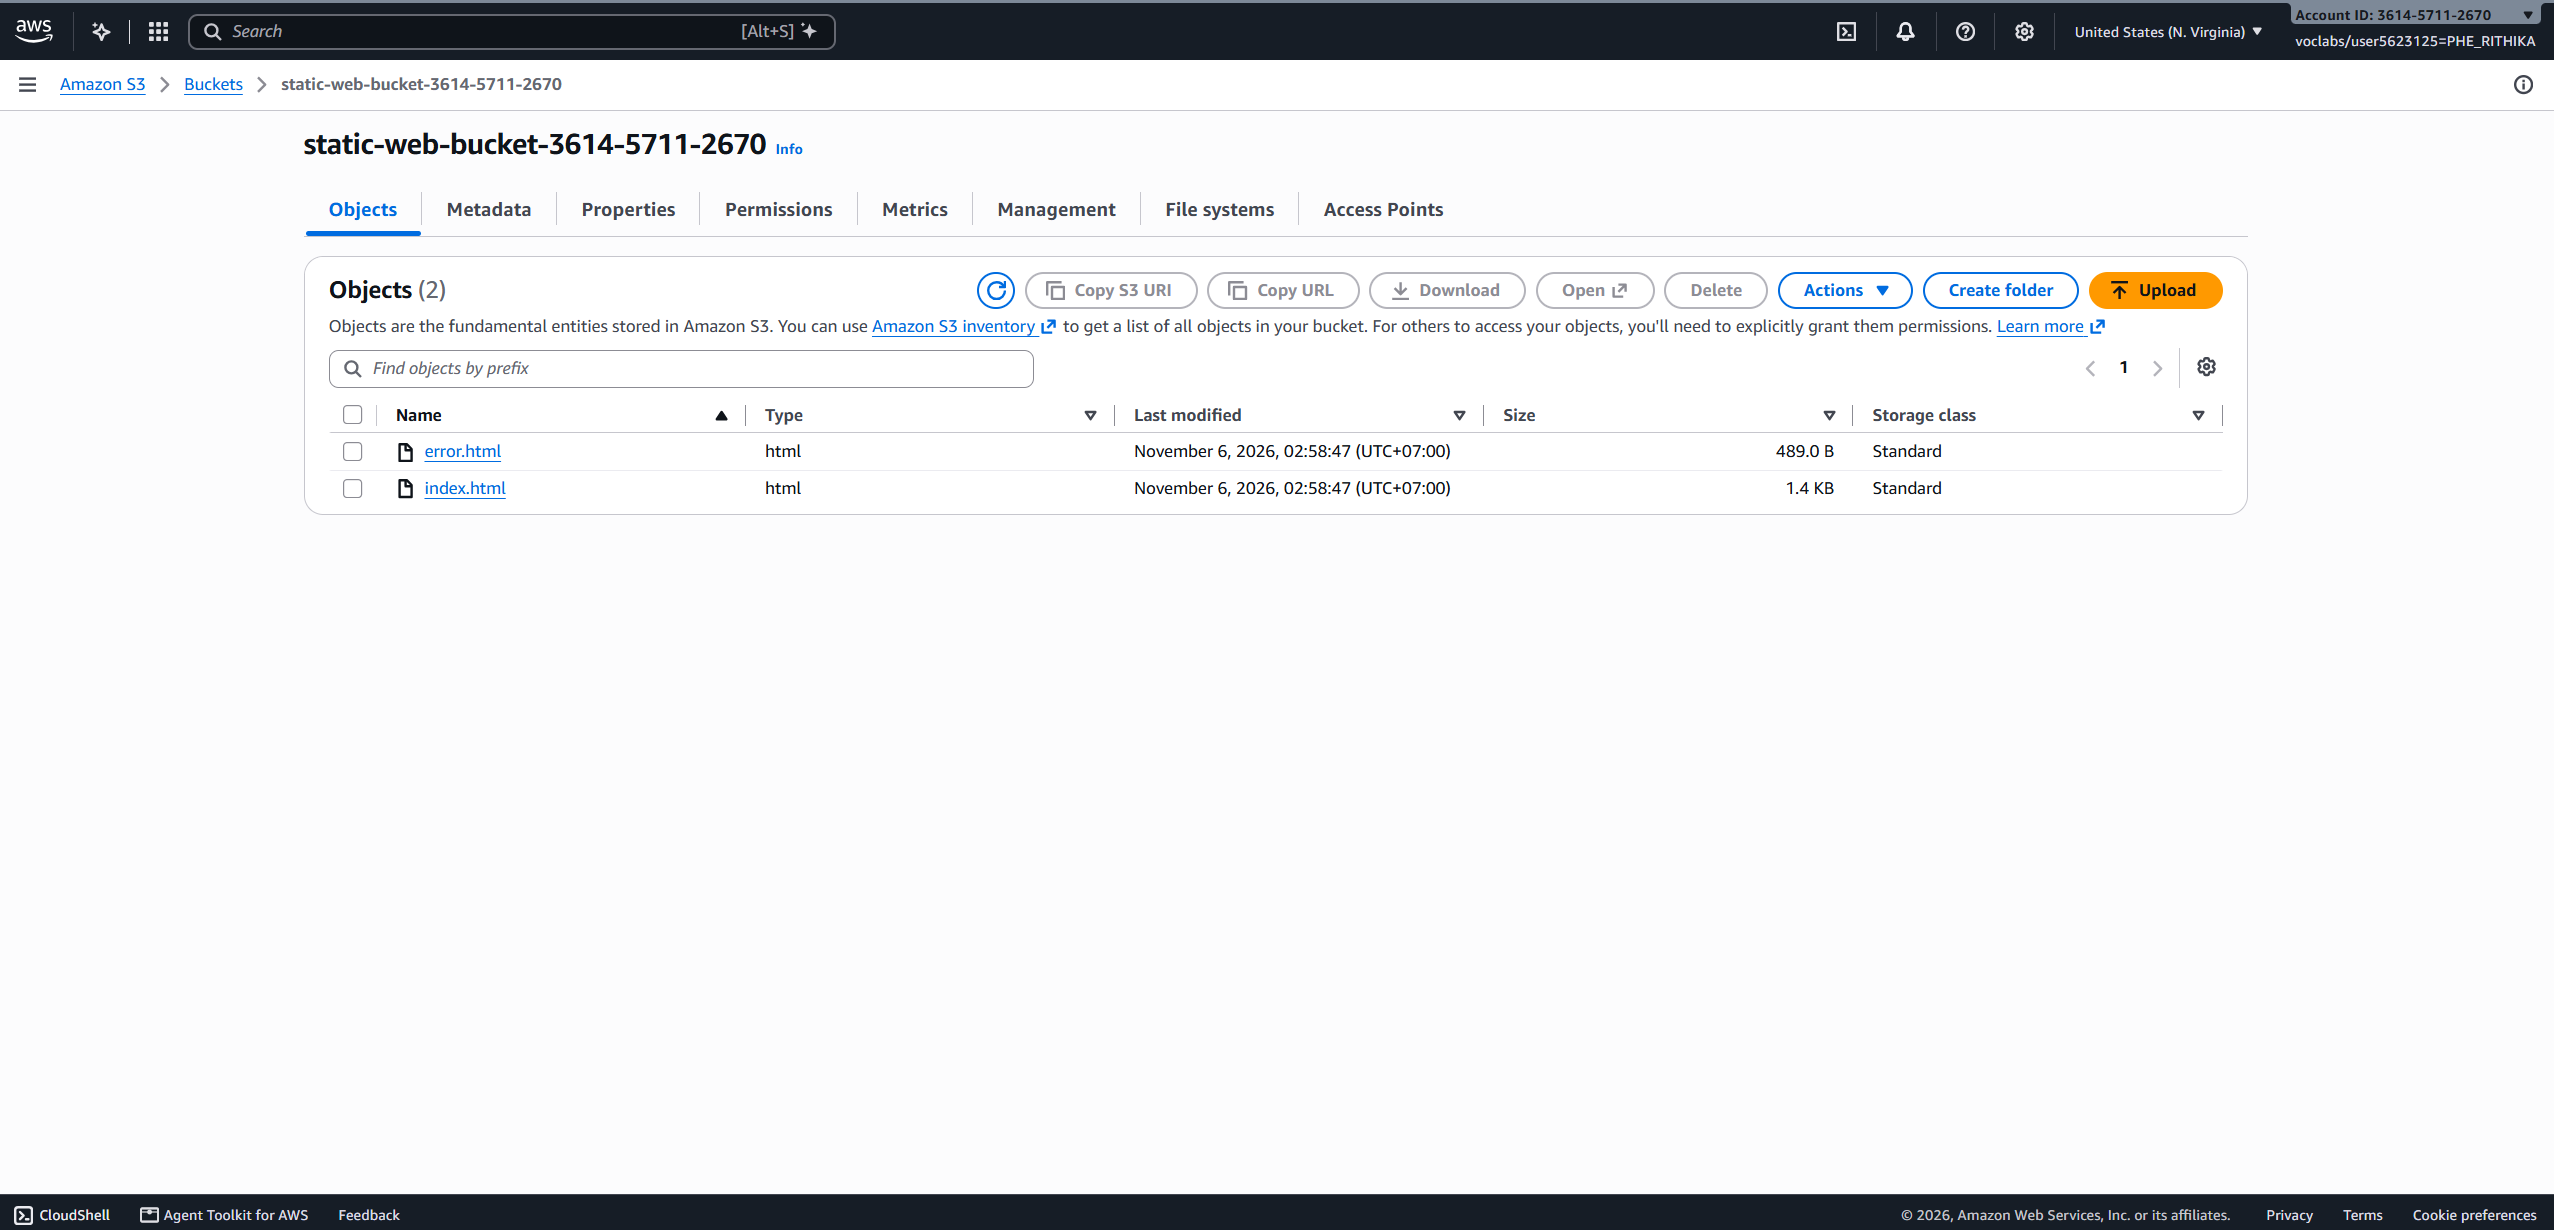 aws Search [Alt+S] United States (N. Virginia) Account ID: 3614-5711-2670
voclabs/user5623125=PHE_RITHIKA
Amazon S3 Buckets static-web-bucket-3614-5711-2670
static-web-bucket-3614-5711-2670 Info
Objects Metadata Properties Permissions Metrics Management File systems Access Points
Objects (2) Copy S3 URI Copy URL Download Open Delete Actions Create folder Upload
Objects are the fundamental entities stored in Amazon S3. You can use Amazon S3 inventory to get a list of all objects in your bucket. For others to access your objects, you'll need to explicitly grant them permissions. Learn more
Find objects by prefix 1
Name Type Last modified Size Storage class
error.html html November 6, 2026, 02:58:47 (UTC+07:00) 489.0 B Standard
index.html html November 6, 2026, 02:58:47 (UTC+07:00) 1.4 KB Standard
CloudShell Agent Toolkit for AWS Feedback © 2026, Amazon Web Services, Inc. or its affiliates. Privacy Terms Cookie preferences